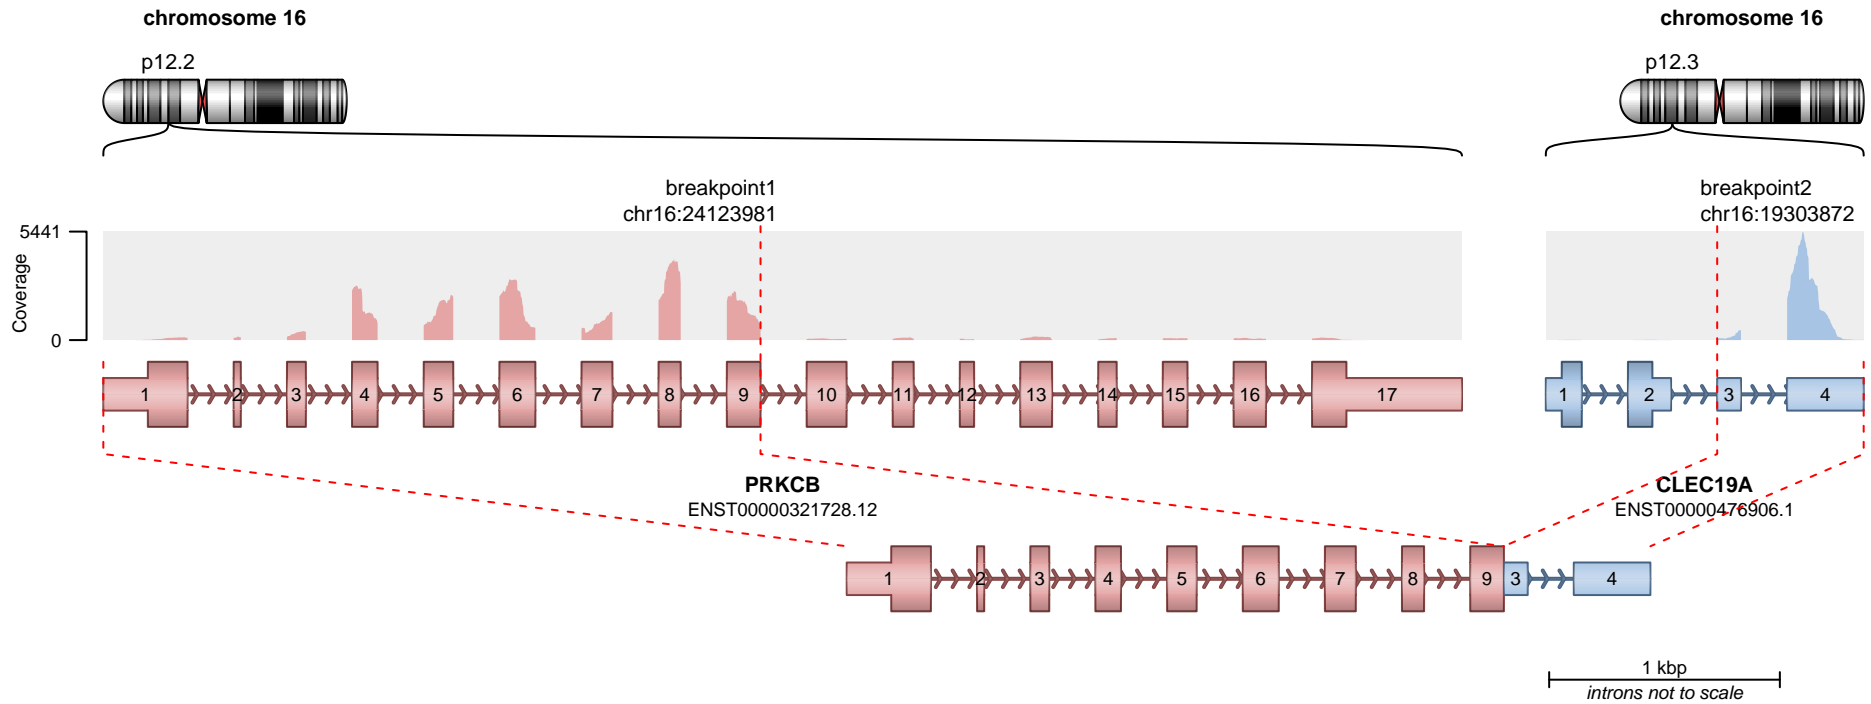 chromosome 16
chromosome 16
p12.2
p12.3
breakpoint1
chr16:24123981
breakpoint2
chr16:19303872
5441
Coverage
0
1 2 3 4 5 6 7 8 9 10 11 12 13 14 15 16 17
1 2 3 4
PRKCB
ENST00000321728.12
CLEC19A
ENST00000476906.1
1 2 3 4 5 6 7 8 9 3 4
1 kbp
introns not to scale